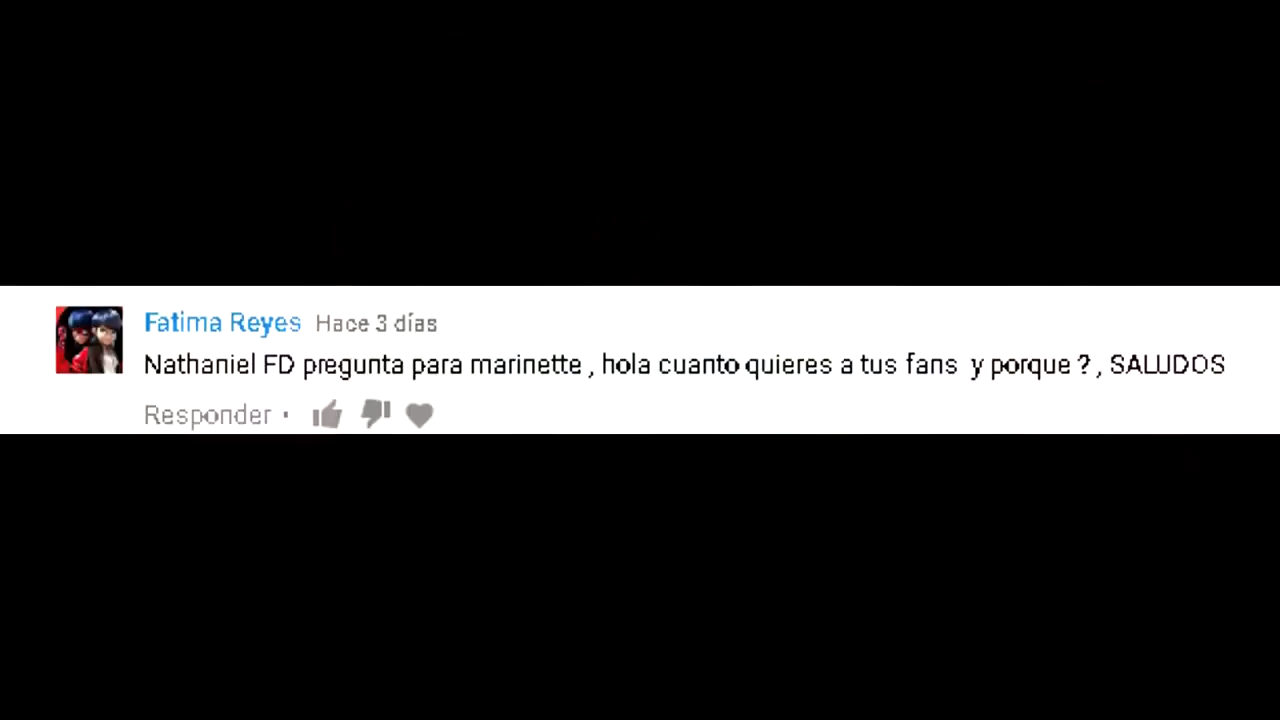 Fatima Reyes Hace 3 días
Nathaniel FD pregunta para marinette , hola cuanto quieres a tus fans y porque ? , SALUDOS
Responder ·